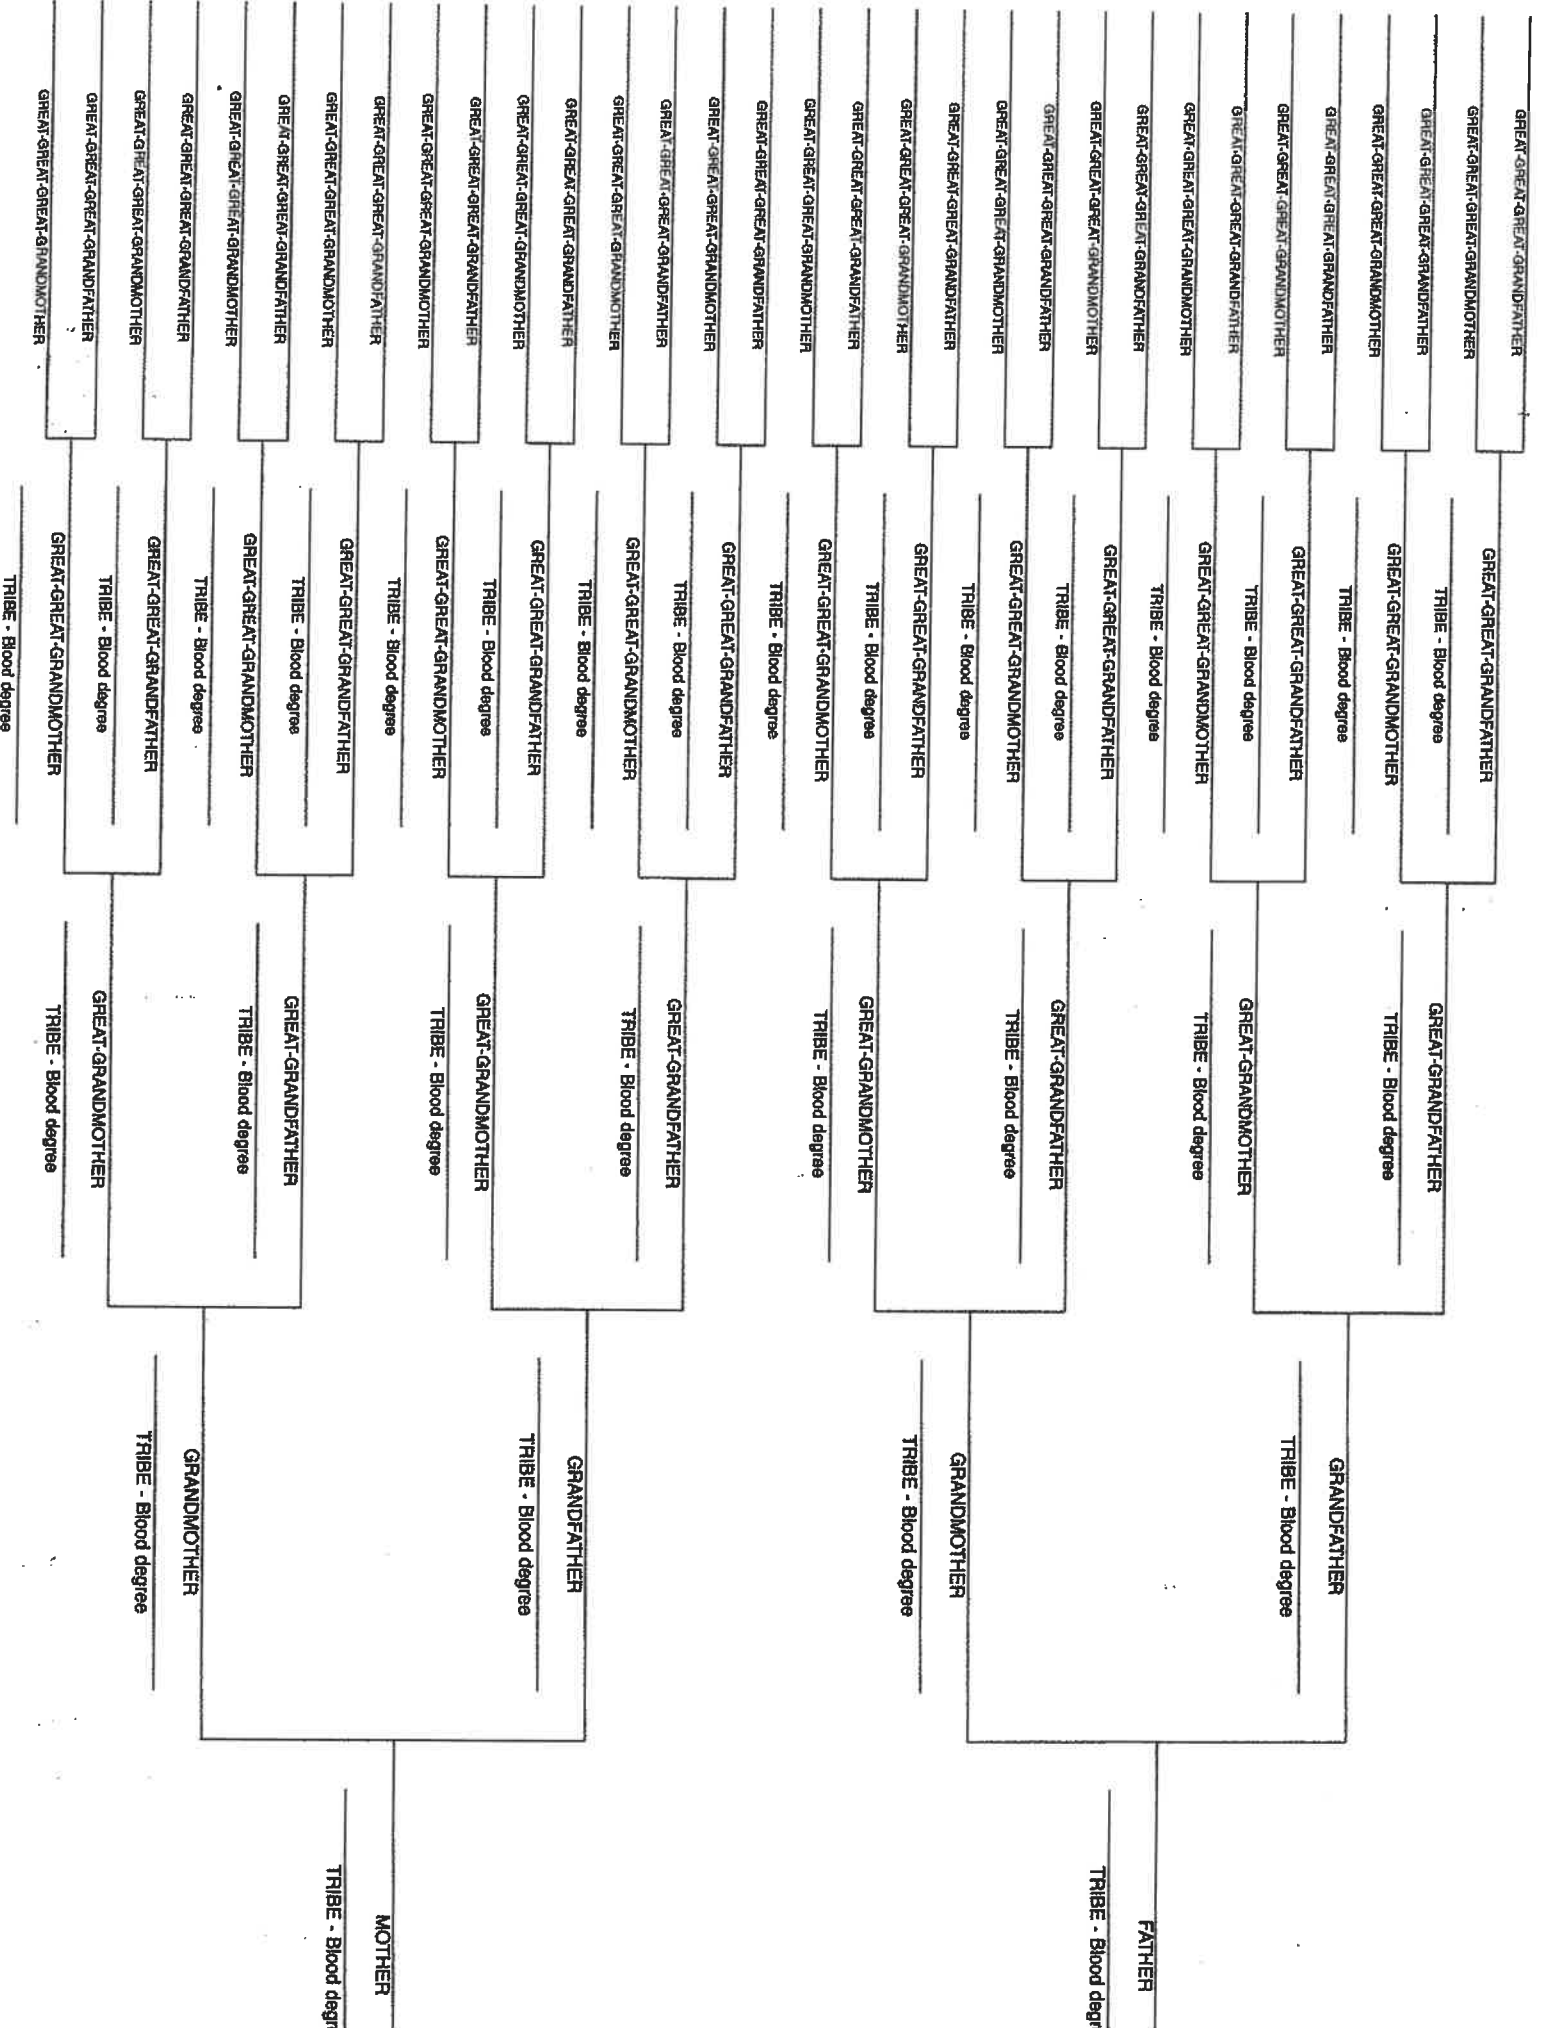 GREAT-GREAT-GREAT-GRANDFATHER
GREAT-GREAT-GREAT-GRANDMOTHER
GREAT-GREAT-GREAT-GRANDFATHER
GREAT-GREAT-GREAT-GRANDMOTHER
GREAT-GREAT-GREAT-GRANDFATHER
GREAT-GREAT-GREAT-GRANDMOTHER
GREAT-GREAT-GREAT-GRANDFATHER
GREAT-GREAT-GREAT-GRANDMOTHER
GREAT-GREAT-GREAT-GRANDFATHER
GREAT-GREAT-GREAT-GRANDMOTHER
GREAT-GREAT-GREAT-GRANDFATHER
GREAT-GREAT-GREAT-GRANDMOTHER
GREAT-GREAT-GREAT-GRANDFATHER
GREAT-GREAT-GREAT-GRANDMOTHER
GREAT-GREAT-GREAT-GRANDFATHER
GREAT-GREAT-GREAT-GRANDMOTHER
GREAT-GREAT-GREAT-GRANDFATHER
GREAT-GREAT-GREAT-GRANDMOTHER
GREAT-GREAT-GREAT-GRANDFATHER
GREAT-GREAT-GREAT-GRANDMOTHER
GREAT-GREAT-GREAT-GRANDFATHER
GREAT-GREAT-GREAT-GRANDMOTHER
GREAT-GREAT-GREAT-GRANDFATHER
GREAT-GREAT-GREAT-GRANDMOTHER
GREAT-GREAT-GREAT-GRANDFATHER
GREAT-GREAT-GREAT-GRANDMOTHER
GREAT-GREAT-GREAT-GRANDFATHER
GREAT-GREAT-GREAT-GRANDMOTHER
GREAT-GREAT-GREAT-GRANDFATHER
GREAT-GREAT-GREAT-GRANDMOTHER
GREAT-GREAT-GREAT-GRANDFATHER
GREAT-GREAT-GREAT-GRANDMOTHER
GREAT-GREAT-GRANDFATHER
TRIBE - Blood degree
GREAT-GREAT-GRANDMOTHER
TRIBE - Blood degree
GREAT-GREAT-GRANDFATHER
TRIBE - Blood degree
GREAT-GREAT-GRANDMOTHER
TRIBE - Blood degree
GREAT-GREAT-GRANDFATHER
TRIBE - Blood degree
GREAT-GREAT-GRANDMOTHER
TRIBE - Blood degree
GREAT-GREAT-GRANDFATHER
TRIBE - Blood degree
GREAT-GREAT-GRANDMOTHER
TRIBE - Blood degree
GREAT-GREAT-GRANDFATHER
TRIBE - Blood degree
GREAT-GREAT-GRANDMOTHER
TRIBE - Blood degree
GREAT-GREAT-GRANDFATHER
TRIBE - Blood degree
GREAT-GREAT-GRANDMOTHER
TRIBE - Blood degree
GREAT-GREAT-GRANDFATHER
TRIBE - Blood degree
GREAT-GREAT-GRANDMOTHER
TRIBE - Blood degree
GREAT-GREAT-GRANDFATHER
TRIBE - Blood degree
GREAT-GREAT-GRANDMOTHER
TRIBE - Blood degree
GREAT-GRANDFATHER
TRIBE - Blood degree
GREAT-GRANDMOTHER
TRIBE - Blood degree
GREAT-GRANDFATHER
TRIBE - Blood degree
GREAT-GRANDMOTHER
TRIBE - Blood degree
GREAT-GRANDFATHER
TRIBE - Blood degree
GREAT-GRANDMOTHER
TRIBE - Blood degree
GREAT-GRANDFATHER
TRIBE - Blood degree
GREAT-GRANDMOTHER
TRIBE - Blood degree
GRANDFATHER
TRIBE - Blood degree
GRANDMOTHER
TRIBE - Blood degree
GRANDFATHER
TRIBE - Blood degree
GRANDMOTHER
TRIBE - Blood degree
FATHER
TRIBE - Blood degr
MOTHER
TRIBE - Blood degr